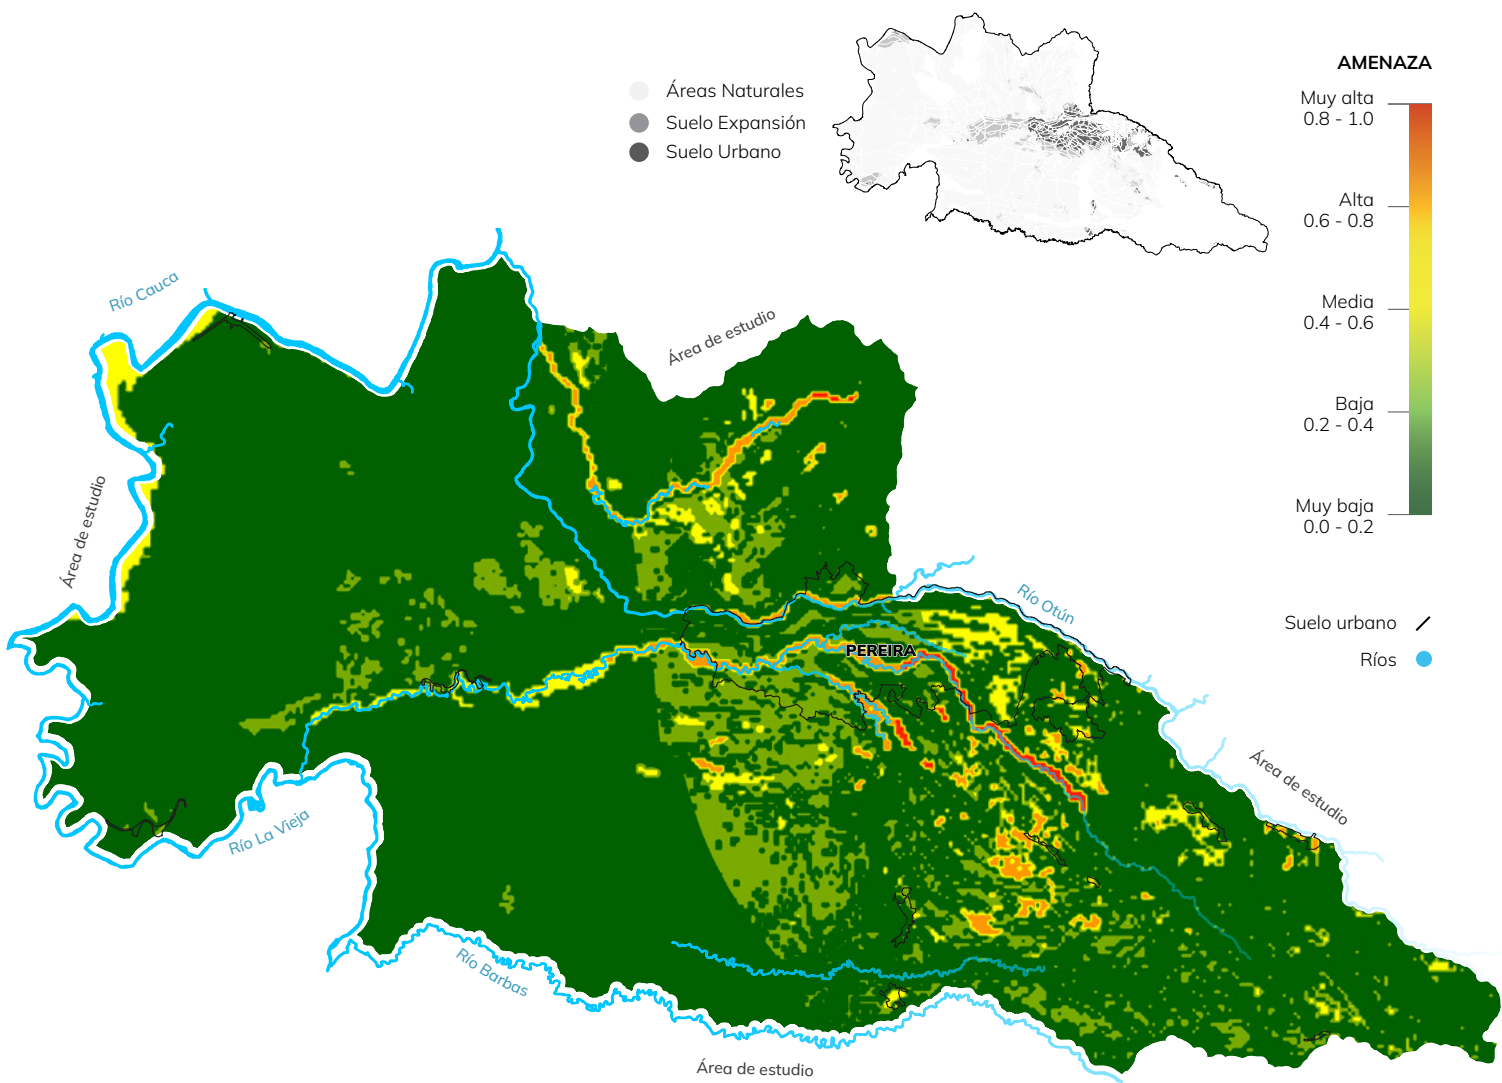 Áreas Naturales
Suelo Expansión
Suelo Urbano
AMENAZA
Muy alta
0.8 - 1.0
Alta
0.6 - 0.8
Media
0.4 - 0.6
Baja
0.2 - 0.4
Muy baja
0.0 - 0.2
Río Cauca
Área de estudio
Área de estudio
Río Otún
Suelo urbano
Ríos
PEREIRA
Área de estudio
Río La Vieja
Río Barbas
Área de estudio